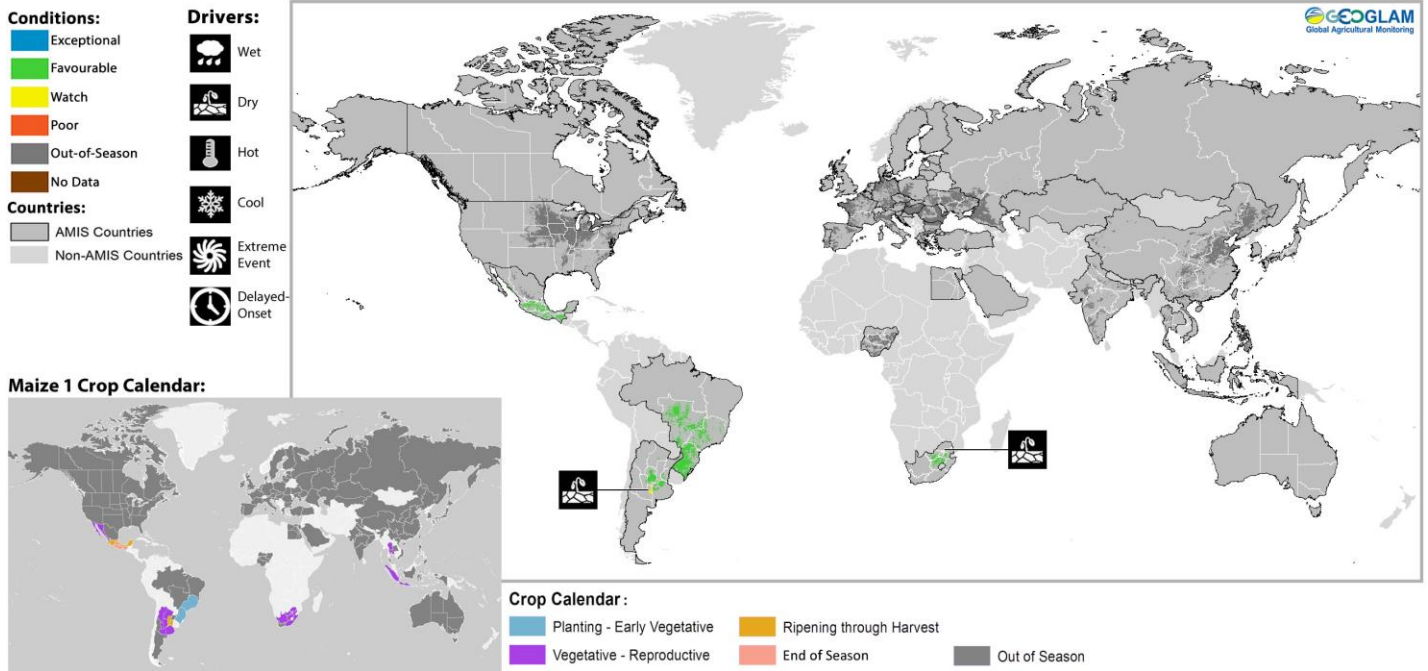 Conditions:
Exceptional
Favourable
Watch
Poor
Out-of-Season
No Data
Countries:
AMIS Countries
Non-AMIS Countries
Drivers:
Wet
Dry
Hot
Cool
Extreme
Event
Delayed-
Onset
GEOGLAM
Global Agricultural Monitoring
Maize 1 Crop Calendar:
Crop Calendar :
Planting - Early Vegetative
Vegetative - Reproductive
Ripening through Harvest
End of Season
Out of Season